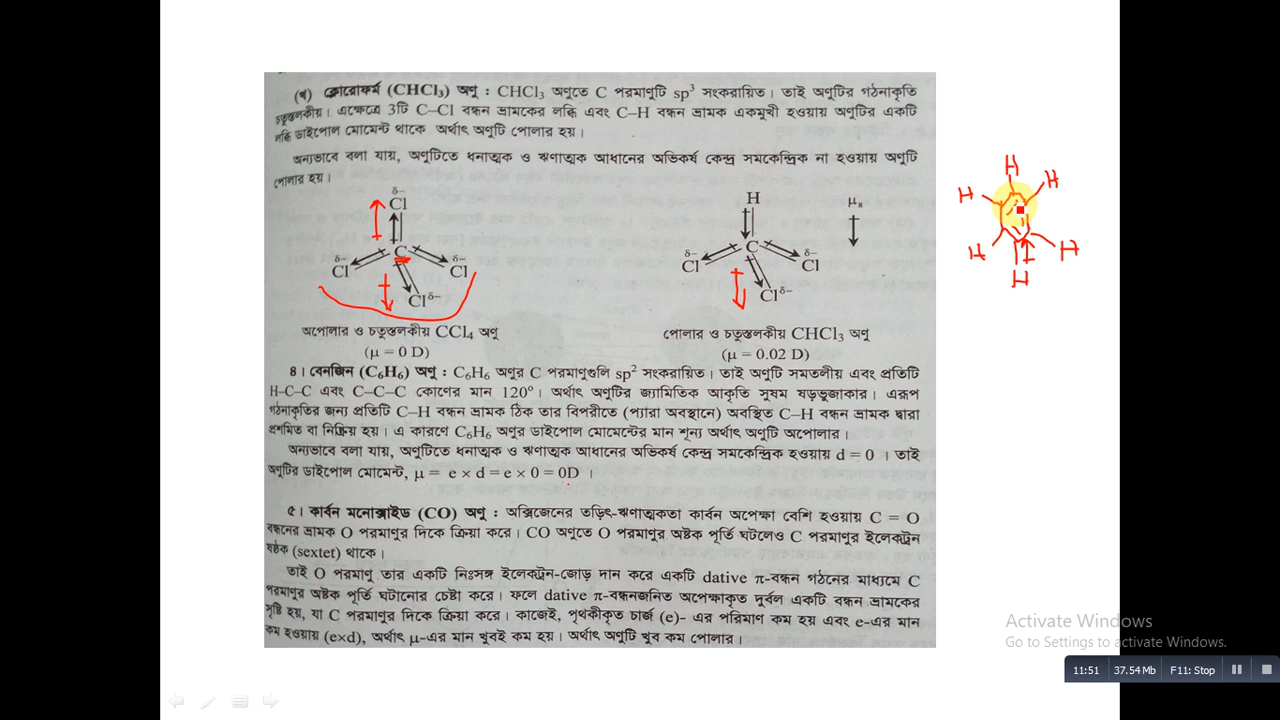 (খ) ক্লোরোফর্ম (CHCl₃) অণু : CHCl₃ অণুতে C পরমাণুটি sp³ সংকরায়িত। তাই অণুটির গঠনাকৃতি
চতুস্তলকীয়। এক্ষেত্রে 3টি C–Cl বন্ধন ভ্রামকের লব্ধি এবং C–H বন্ধন ভ্রামক একমুখী হওয়ায় অণুটির একটি
লব্ধি ডাইপোল মোমেন্ট থাকে অর্থাৎ অণুটি পোলার হয়।
অন্যভাবে বলা যায়, অণুটিতে ধনাত্মক ও ঋণাত্মক আধানের অভিকর্ষ কেন্দ্র সমকেন্দ্রিক না হওয়ায় অণুটি
পোলার হয়।
δ– Cl
C
δ– Cl
δ– Cl
Cl δ–
H
C
δ– Cl
δ– Cl
Cl δ–
μR
H
H
H
H
H
H
অপোলার ও চতুস্তলকীয় CCl₄ অণু
(μ = 0 D)
পোলার ও চতুস্তলকীয় CHCl₃ অণু
(μ = 0.02 D)
৪। বেনজিন (C₆H₆) অণু : C₆H₆ অণুর C পরমাণুগুলি sp² সংকরায়িত। তাই অণুটি সমতলীয় এবং প্রতিটি
H–C–C এবং C–C–C কোণের মান 120°। অর্থাৎ অণুটির জ্যামিতিক আকৃতি সুষম ষড়ভুজাকার। এরূপ
গঠনাকৃতির জন্য প্রতিটি C–H বন্ধন ভ্রামক ঠিক তার বিপরীতে (প্যারা অবস্থানে) অবস্থিত C–H বন্ধন ভ্রামক দ্বারা
প্রশমিত বা নিষ্ক্রিয় হয়। এ কারণে C₆H₆ অণুর ডাইপোল মোমেন্টের মান শূন্য অর্থাৎ অণুটি অপোলার।
অন্যভাবে বলা যায়, অণুটিতে ধনাত্মক ও ঋণাত্মক আধানের অভিকর্ষ কেন্দ্র সমকেন্দ্রিক হওয়ায় d = 0 । তাই
অণুটির ডাইপোল মোমেন্ট, μ = e × d = e × 0 = 0D ।
৫। কার্বন মনোক্সাইড (CO) অণু : অক্সিজেনের তড়িৎ-ঋণাত্মকতা কার্বন অপেক্ষা বেশি হওয়ায় C = O
বন্ধনের ভ্রামক O পরমাণুর দিকে ক্রিয়া করে। CO অণুতে O পরমাণুর অষ্টক পূর্তি ঘটলেও C পরমাণুর ইলেকট্রন
ষষ্ঠক (sextet) থাকে।
তাই O পরমাণু তার একটি নিঃসঙ্গ ইলেকট্রন-জোড় দান করে একটি dative π-বন্ধন গঠনের মাধ্যমে C
পরমাণুর অষ্টক পূর্তি ঘটানোর চেষ্টা করে। ফলে dative π-বন্ধনজনিত অপেক্ষাকৃত দুর্বল একটি বন্ধন ভ্রামকের
সৃষ্টি হয়, যা C পরমাণুর দিকে ক্রিয়া করে। কাজেই, পৃথকীকৃত চার্জ (e)- এর পরিমাণ কম হয় এবং e-এর মান
কম হওয়ায় (e×d), অর্থাৎ μ-এর মান খুবই কম হয়। অর্থাৎ অণুটি খুব কম পোলার।
Activate Windows
Go to Settings to activate Windows.
11:51 37.54 Mb F11: Stop